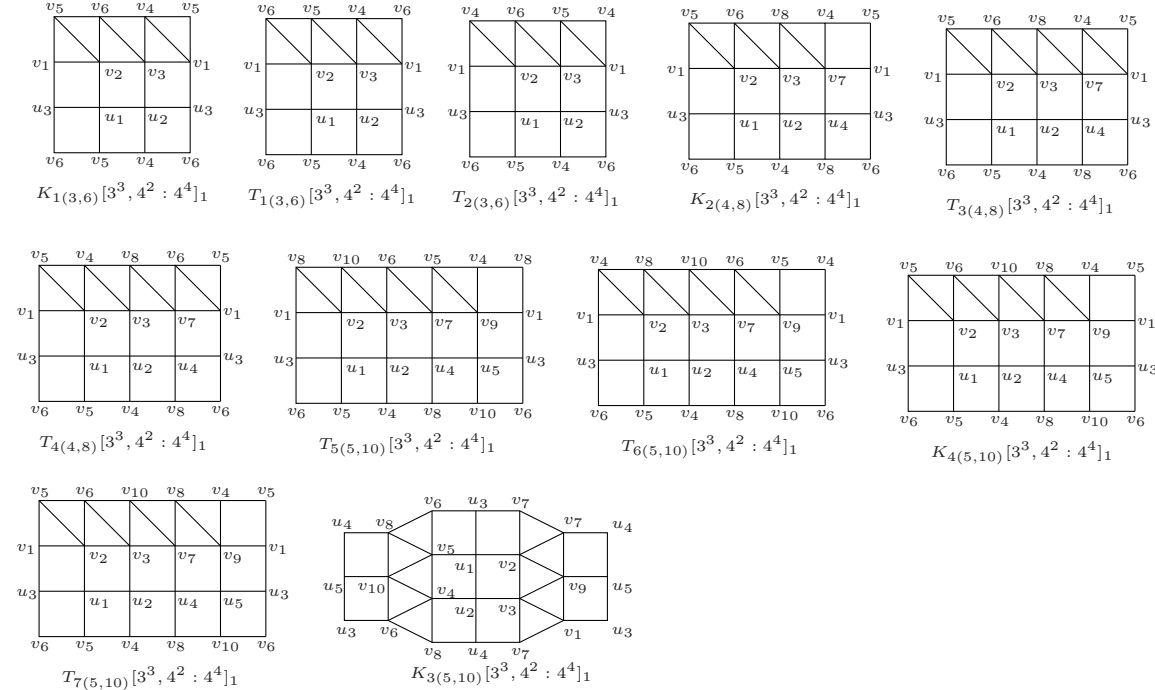 v5 v6 v4 v5
v1 v2 v3 v1
u3 u1 u2 u3
v6 v5 v4 v6
K1(3,6)[3^3, 4^2 : 4^4]1
v6 v5 v4 v6
v1 v2 v3 v1
u3 u1 u2 u3
v6 v5 v4 v6
T1(3,6)[3^3, 4^2 : 4^4]1
v4 v6 v5 v4
v1 v2 v3 v1
u3 u1 u2 u3
v6 v5 v4 v6
T2(3,6)[3^3, 4^2 : 4^4]1
v5 v6 v8 v4 v5
v1 v2 v3 v7 v1
u3 u1 u2 u4 u3
v6 v5 v4 v8 v6
K2(4,8)[3^3, 4^2 : 4^4]1
v5 v6 v8 v4 v5
v1 v2 v3 v7 v1
u3 u1 u2 u4 u3
v6 v5 v4 v8 v6
T3(4,8)[3^3, 4^2 : 4^4]1
v5 v4 v8 v6 v5
v1 v2 v3 v7 v1
u3 u1 u2 u4 u3
v6 v5 v4 v8 v6
T4(4,8)[3^3, 4^2 : 4^4]1
v8 v10 v6 v5 v4 v8
v1 v2 v3 v7 v9 v1
u3 u1 u2 u4 u5 u3
v6 v5 v4 v8 v10 v6
T5(5,10)[3^3, 4^2 : 4^4]1
v4 v8 v10 v6 v5 v4
v1 v2 v3 v7 v9 v1
u3 u1 u2 u4 u5 u3
v6 v5 v4 v8 v10 v6
T6(5,10)[3^3, 4^2 : 4^4]1
v5 v6 v10 v8 v4 v5
v1 v2 v3 v7 v9 v1
u3 u1 u2 u4 u5 u3
v6 v5 v4 v8 v10 v6
K4(5,10)[3^3, 4^2 : 4^4]1
v5 v6 v10 v8 v4 v5
v1 v2 v3 v7 v9 v1
u3 u1 u2 u4 u5 u3
v6 v5 v4 v8 v10 v6
T7(5,10)[3^3, 4^2 : 4^4]1
v6 u3 v7
u4 v8 v7 u4
v5 u1 v2
u5 v10 v9 u5
v4 u2 v3
u3 v6 v1 u3
v8 u4 v7
K3(5,10)[3^3, 4^2 : 4^4]1